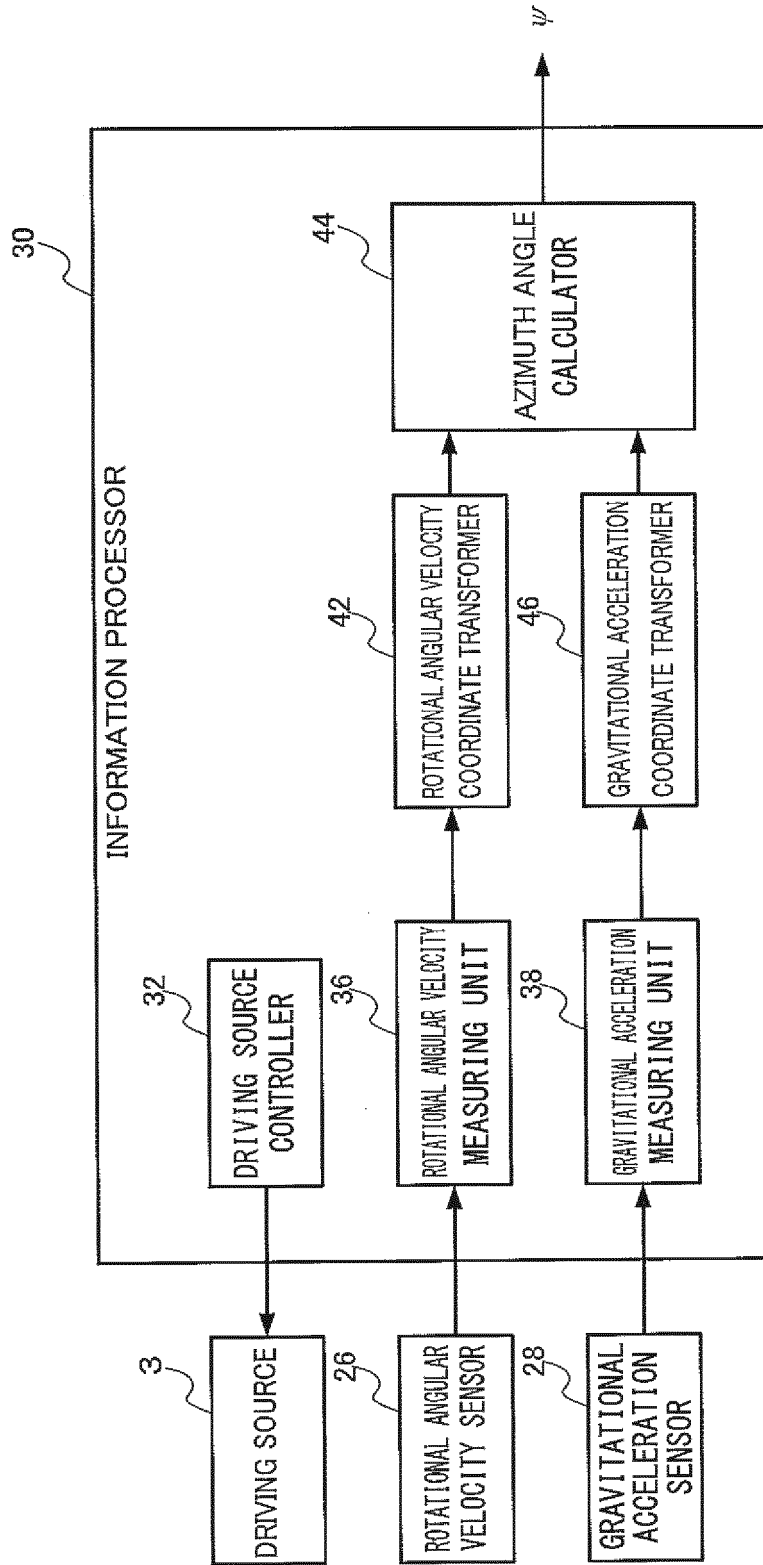 30
INFORMATION PROCESSOR
3
DRIVING SOURCE
32
DRIVING SOURCE
CONTROLLER
26
ROTATIONAL ANGULAR
VELOCITY SENSOR
36
ROTATIONAL ANGULAR VELOCITY
MEASURING UNIT
42
ROTATIONAL ANGULAR VELOCITY
COORDINATE TRANSFORMER
44
AZIMUTH ANGLE
CALCULATOR
ψ
28
GRAVITATIONAL
ACCELERATION
SENSOR
38
GRAVITATIONAL ACCELERATION
MEASURING UNIT
46
GRAVITATIONAL ACCELERATION
COORDINATE TRANSFORMER